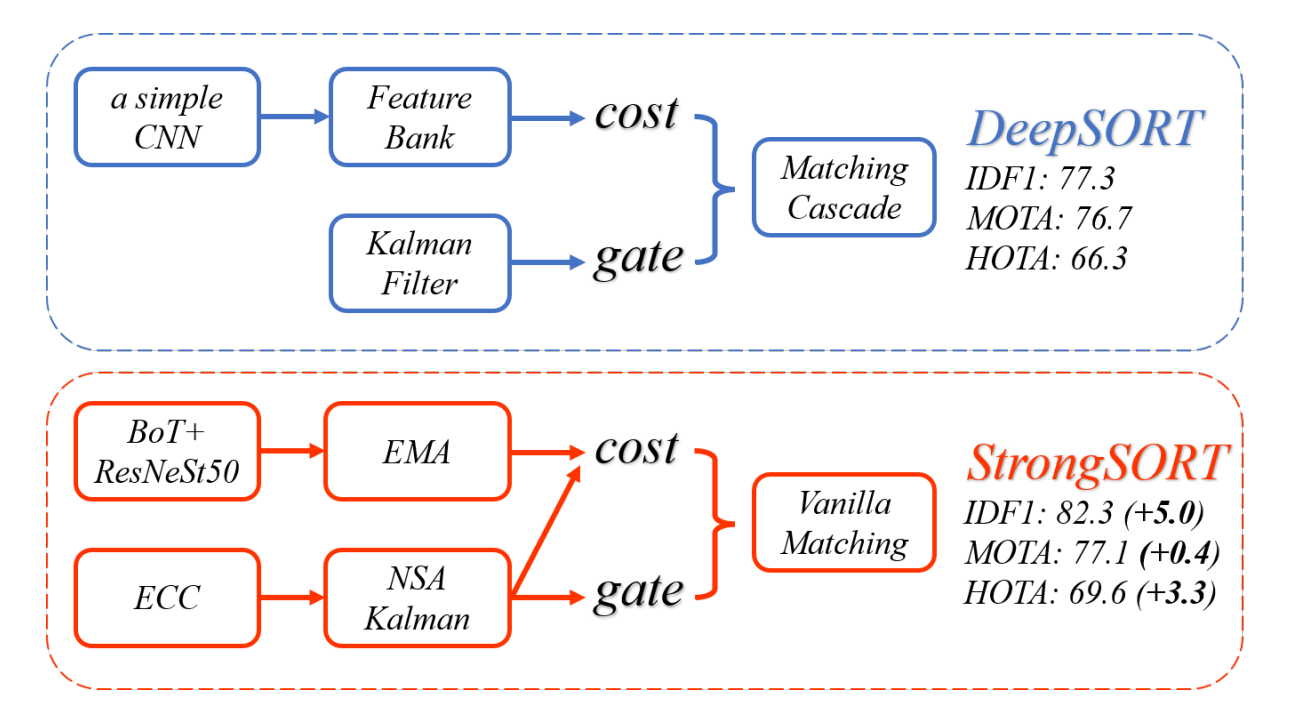 a simple
CNN
Feature
Bank
cost
Kalman
Filter
gate
Matching
Cascade
DeepSORT
IDF1: 77.3
MOTA: 76.7
HOTA: 66.3
BoT+
ResNeSt50
EMA
cost
ECC
NSA
Kalman
gate
Vanilla
Matching
StrongSORT
IDF1: 82.3 (+5.0)
MOTA: 77.1 (+0.4)
HOTA: 69.6 (+3.3)